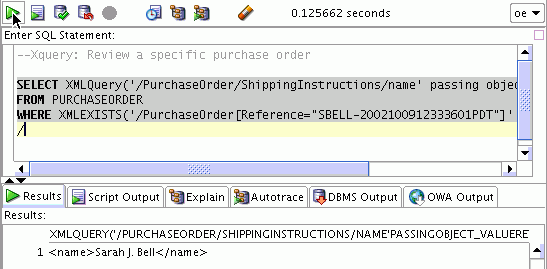 0.125662 seconds
oe
Enter SQL Statement:
--Xquery: Review a specific purchase order
SELECT XMLQuery('/PurchaseOrder/ShippingInstructions/name' passing objec
FROM PURCHASEORDER
WHERE XMLEXISTS('/PurchaseOrder[Reference="SBELL-2002100912333601PDT"]'
/
Results Script Output Explain Autotrace DBMS Output OWA Output
Results:
XMLQUERY('/PURCHASEORDER/SHIPPINGINSTRUCTIONS/NAME'PASSINGOBJECT_VALUERE
1 <name>Sarah J. Bell</name>